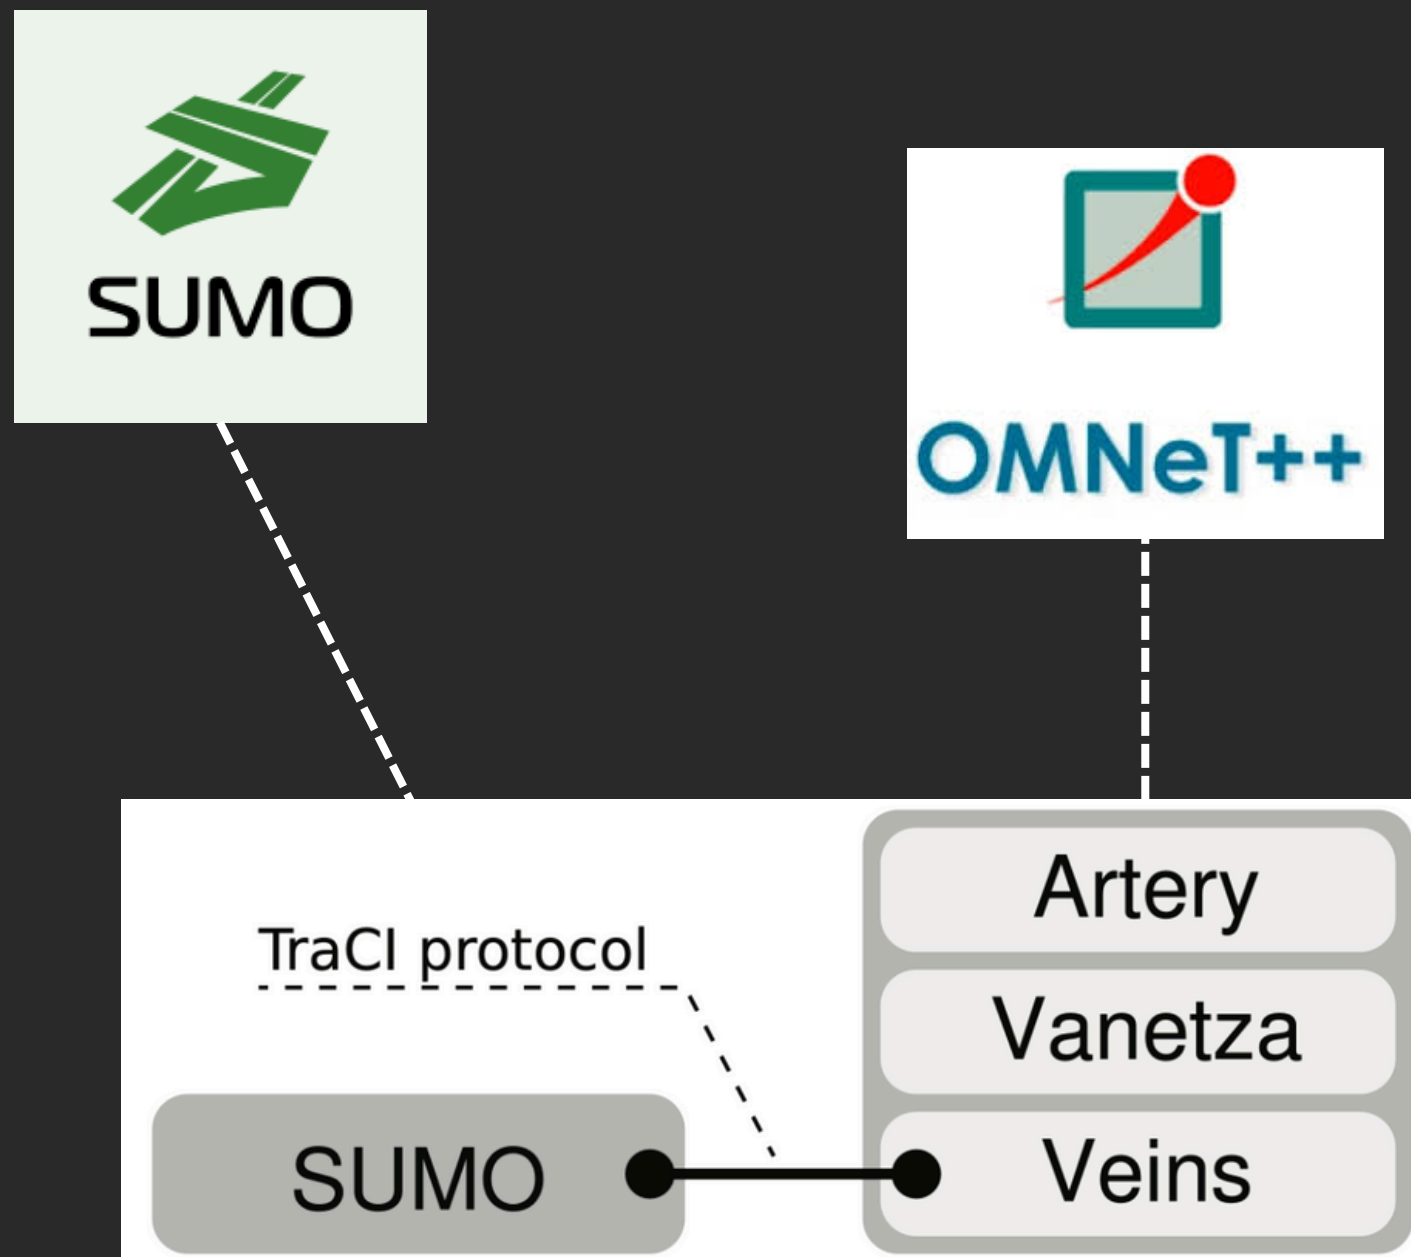 SUMO
OMNeT++
Artery
TraCI protocol
Vanetza
SUMO
Veins